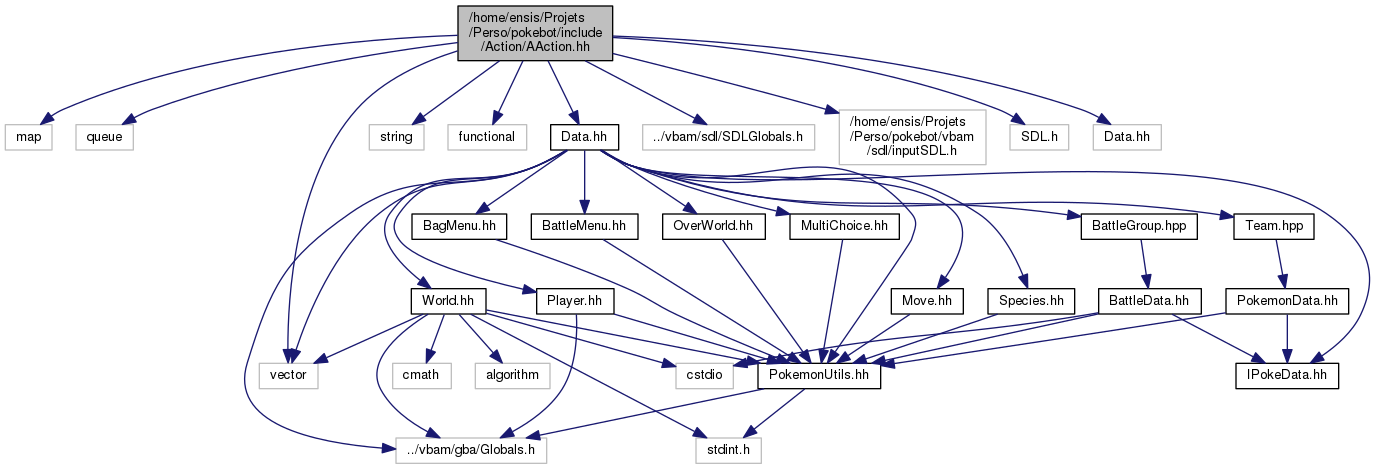 /home/ensis/Projets
/Perso/pokebot/include
/Action/AAction.hh
map
queue
string
functional
Data.hh
../vbam/sdl/SDLGlobals.h
/home/ensis/Projets
/Perso/pokebot/vbam
/sdl/inputSDL.h
SDL.h
Data.hh
BagMenu.hh
BattleMenu.hh
OverWorld.hh
MultiChoice.hh
BattleGroup.hpp
Team.hpp
World.hh
Player.hh
Move.hh
Species.hh
BattleData.hh
PokemonData.hh
vector
cmath
algorithm
cstdio
PokemonUtils.hh
IPokeData.hh
../vbam/gba/Globals.h
stdint.h